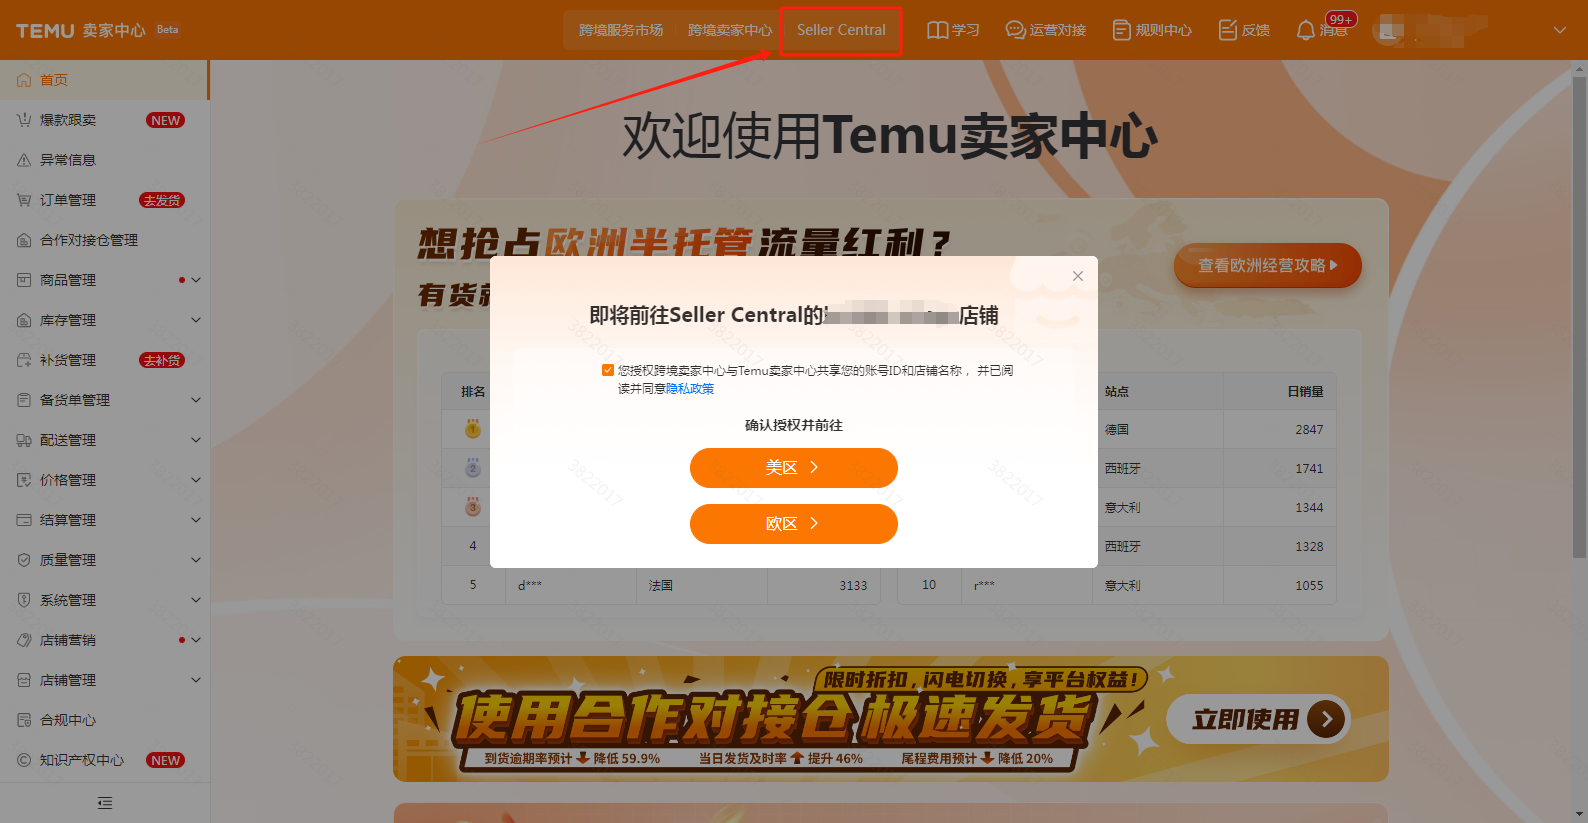 TEMU 卖家中心 Beta
跨境服务市场 跨境卖家中心 Seller Central 学习 运营对接 规则中心 反馈 消息 99+
首页
爆款跟卖 NEW
异常信息
订单管理 去发货
合作对接仓管理
商品管理
库存管理
补货管理 去补货
备货单管理
配送管理
价格管理
结算管理
质量管理
系统管理
店铺营销
店铺管理
合规中心
知识产权中心 NEW
欢迎使用Temu卖家中心
想抢占欧洲半托管流量红利？
有货就
查看欧洲经营攻略
即将前往Seller Central的
店铺
您授权跨境卖家中心与Temu卖家中心共享您的账号ID和店铺名称， 并已阅
读并同意隐私政策
确认授权并前往
美区
欧区
排名 站点 日销量
1 德国 2847
2 西班牙 1741
3 意大利 1344
4 西班牙 1328
5 d*** 法国 3133 10 r*** 意大利 1055
限时折扣，闪电切换，享平台权益！
使用合作对接仓 极速发货
立即使用
到货逾期率预计 降低 59.9% 当日发货及时率 提升 46% 尾程费用预计 降低 20%
3822017
3822017
3822017
3822017
3822017
3822017